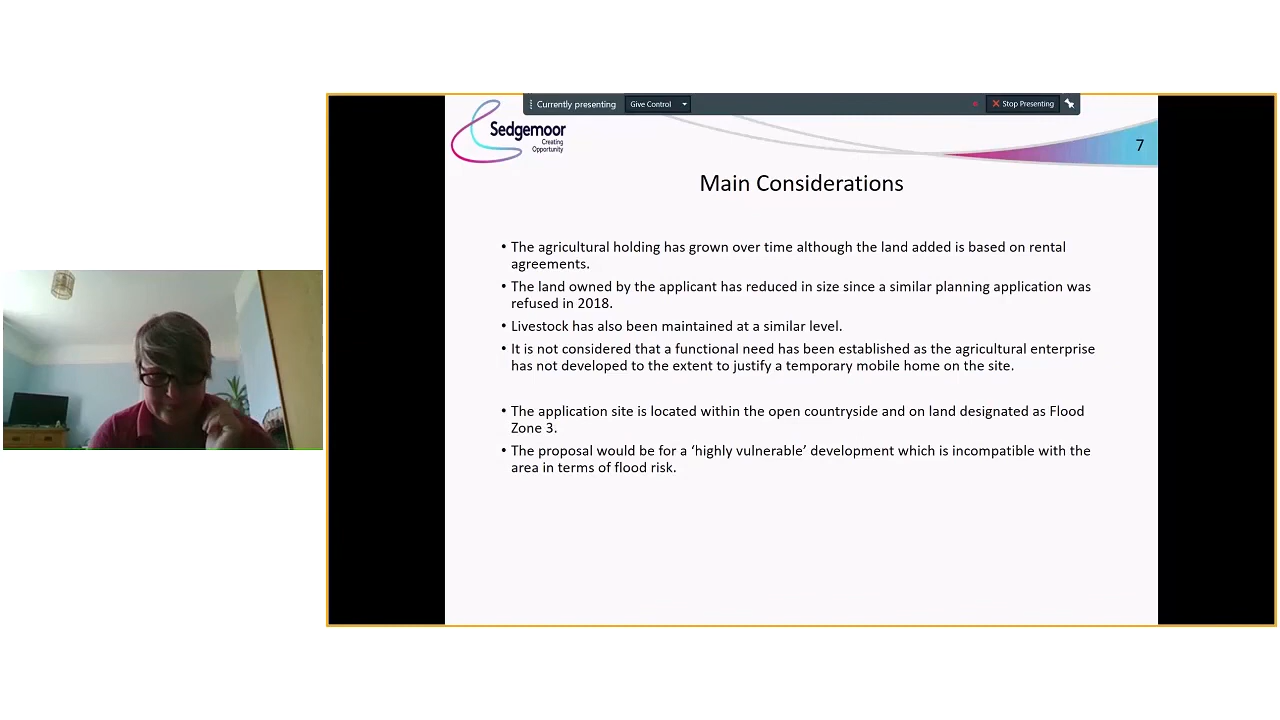 Currently presenting
Give Control
Stop Presenting
Sedgemoor
Creating
Opportunity
7
Main Considerations
• The agricultural holding has grown over time although the land added is based on rental
agreements.
• The land owned by the applicant has reduced in size since a similar planning application was
refused in 2018.
• Livestock has also been maintained at a similar level.
• It is not considered that a functional need has been established as the agricultural enterprise
has not developed to the extent to justify a temporary mobile home on the site.
• The application site is located within the open countryside and on land designated as Flood
Zone 3.
• The proposal would be for a ‘highly vulnerable’ development which is incompatible with the
area in terms of flood risk.